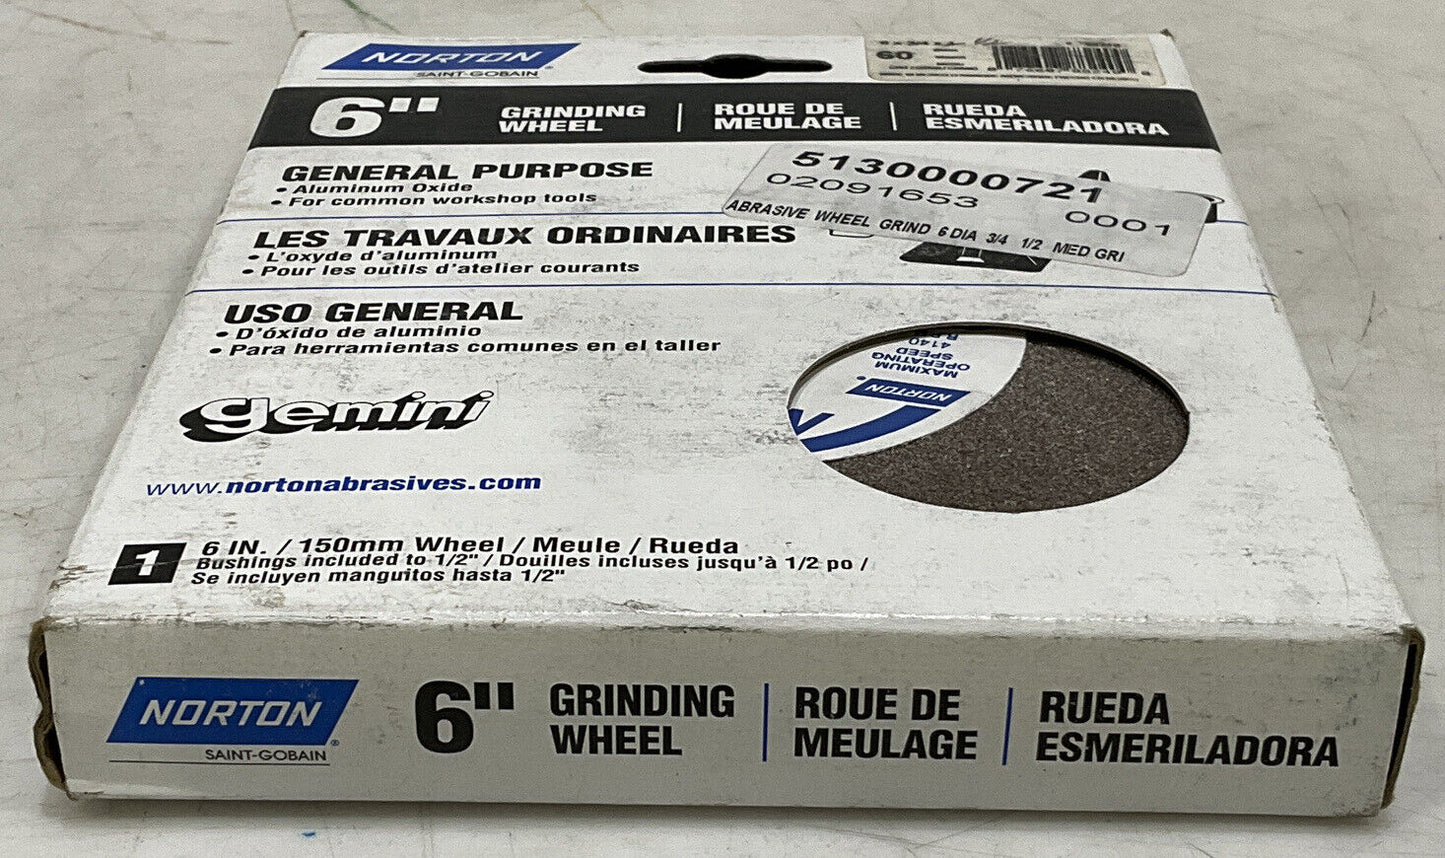 NORTON
SAINT-GOBAIN
60
6" GRINDING WHEEL | ROUE DE MEULAGE | RUEDA ESMERILADORA
GENERAL PURPOSE
• Aluminum Oxide
• For common workshop tools
5130000721
02091653 0001
ABRASIVE WHEEL GRIND 6 DIA 3/4 1/2 MED GRI
LES TRAVAUX ORDINAIRES
• L'oxyde d'aluminum
• Pour les outils d'atelier courants
USO GENERAL
• D'óxido de aluminio
• Para herramientas comunes en el taller
4140
MAXIMUM
OPERATING
SPEED
NORTON
gemini
www.nortonabrasives.com
1 6 IN. / 150mm Wheel / Meule / Rueda
Bushings included to 1/2" / Douilles incluses jusqu'à 1/2 po /
Se incluyen manguitos hasta 1/2"
NORTON
SAINT-GOBAIN
6" GRINDING WHEEL | ROUE DE MEULAGE | RUEDA ESMERILADORA